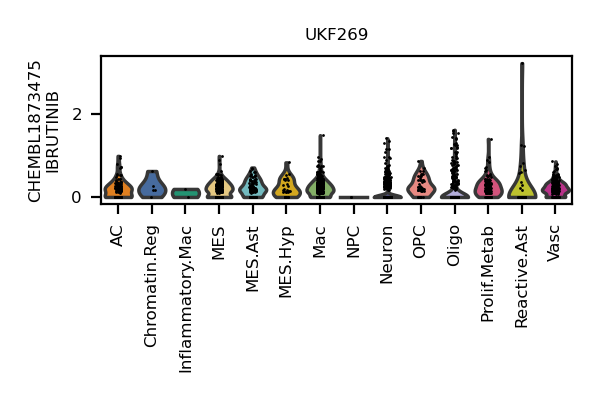 UKF269
CHEMBL1873475
IBRUTINIB
2
0
AC
Chromatin.Reg
Inflammatory.Mac
MES
MES.Ast
MES.Hyp
Mac
NPC
Neuron
OPC
Oligo
Prolif.Metab
Reactive.Ast
Vasc